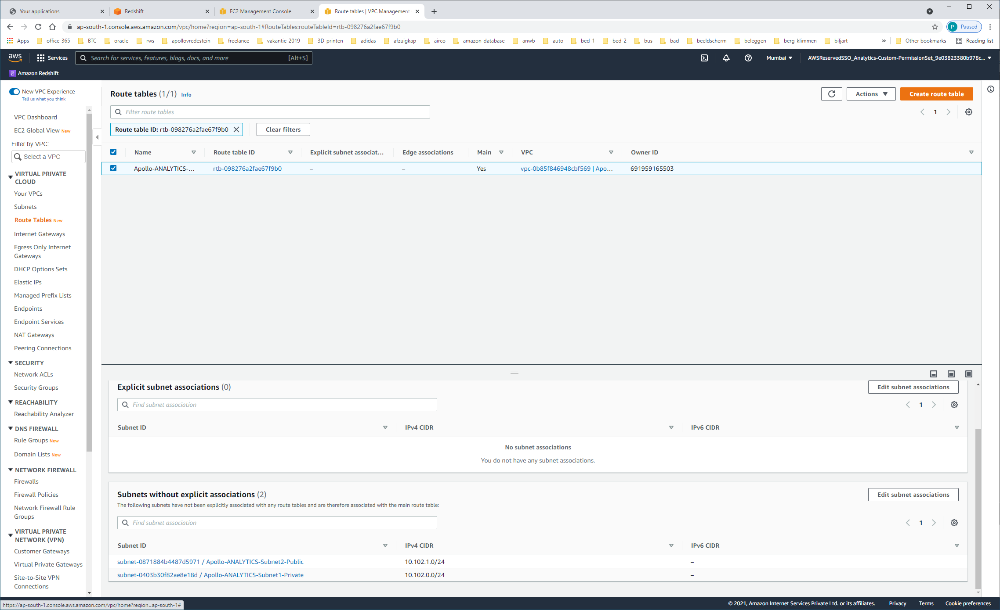 Your applications
Redshift
EC2 Management Console
Route tables | VPC Management
ap-south-1.console.aws.amazon.com/vpc/home?region=ap-south-1#RouteTables:routeTableId=rtb-098276a2fae67f9b0
P Paused
Apps office-365 BTC oracle rws apollovredestein freelance vakantie-2019 3D-printen adidas afzuigkap airco amazon-database anwb auto bed-1 bed-2 bus bad beeldscherm beleggen berg-klimmen biljart » Other bookmarks Reading list
aws Services Search for services, features, blogs, docs, and more [Alt+S] Mumbai AWSReservedSSO_Analytics-Custom-PermissionSet_9e03823380b978c...
Amazon Redshift
New VPC Experience
Tell us what you think
VPC Dashboard
EC2 Global View New
Filter by VPC:
Select a VPC
VIRTUAL PRIVATE
CLOUD
Your VPCs
Subnets
Route Tables New
Internet Gateways
Egress Only Internet
Gateways
DHCP Options Sets
Elastic IPs
Managed Prefix Lists
Endpoints
Endpoint Services
NAT Gateways
Peering Connections
SECURITY
Network ACLs
Security Groups
REACHABILITY
Reachability Analyzer
DNS FIREWALL
Rule Groups New
Domain Lists New
NETWORK FIREWALL
Firewalls
Firewall Policies
Network Firewall Rule
Groups
VIRTUAL PRIVATE
NETWORK (VPN)
Customer Gateways
Virtual Private Gateways
Site-to-Site VPN
Connections
Route tables (1/1) Info
Actions
Create route table
Filter route tables
1
Route table ID: rtb-098276a2fae67f9b0
Clear filters
Name Route table ID Explicit subnet associat... Edge associations Main VPC Owner ID
Apollo-ANALYTICS-... rtb-098276a2fae67f9b0 – – Yes vpc-0b85f846948cbf569 | Apo... 691959165503
Explicit subnet associations (0)
Edit subnet associations
Find subnet association
1
Subnet ID IPv4 CIDR IPv6 CIDR
No subnet associations
You do not have any subnet associations.
Subnets without explicit associations (2)
Edit subnet associations
The following subnets have not been explicitly associated with any route tables and are therefore associated with the main route table:
Find subnet association
1
Subnet ID IPv4 CIDR IPv6 CIDR
subnet-0871884b4487d5971 / Apollo-ANALYTICS-Subnet2-Public 10.102.1.0/24 –
subnet-0403b30f82ae8e18d / Apollo-ANALYTICS-Subnet1-Private 10.102.0.0/24 –
https://ap-south-1.console.aws.amazon.com/vpc/home?region=ap-south-1#
© 2021, Amazon Internet Services Private Ltd. or its affiliates. Privacy Terms Cookie preferences